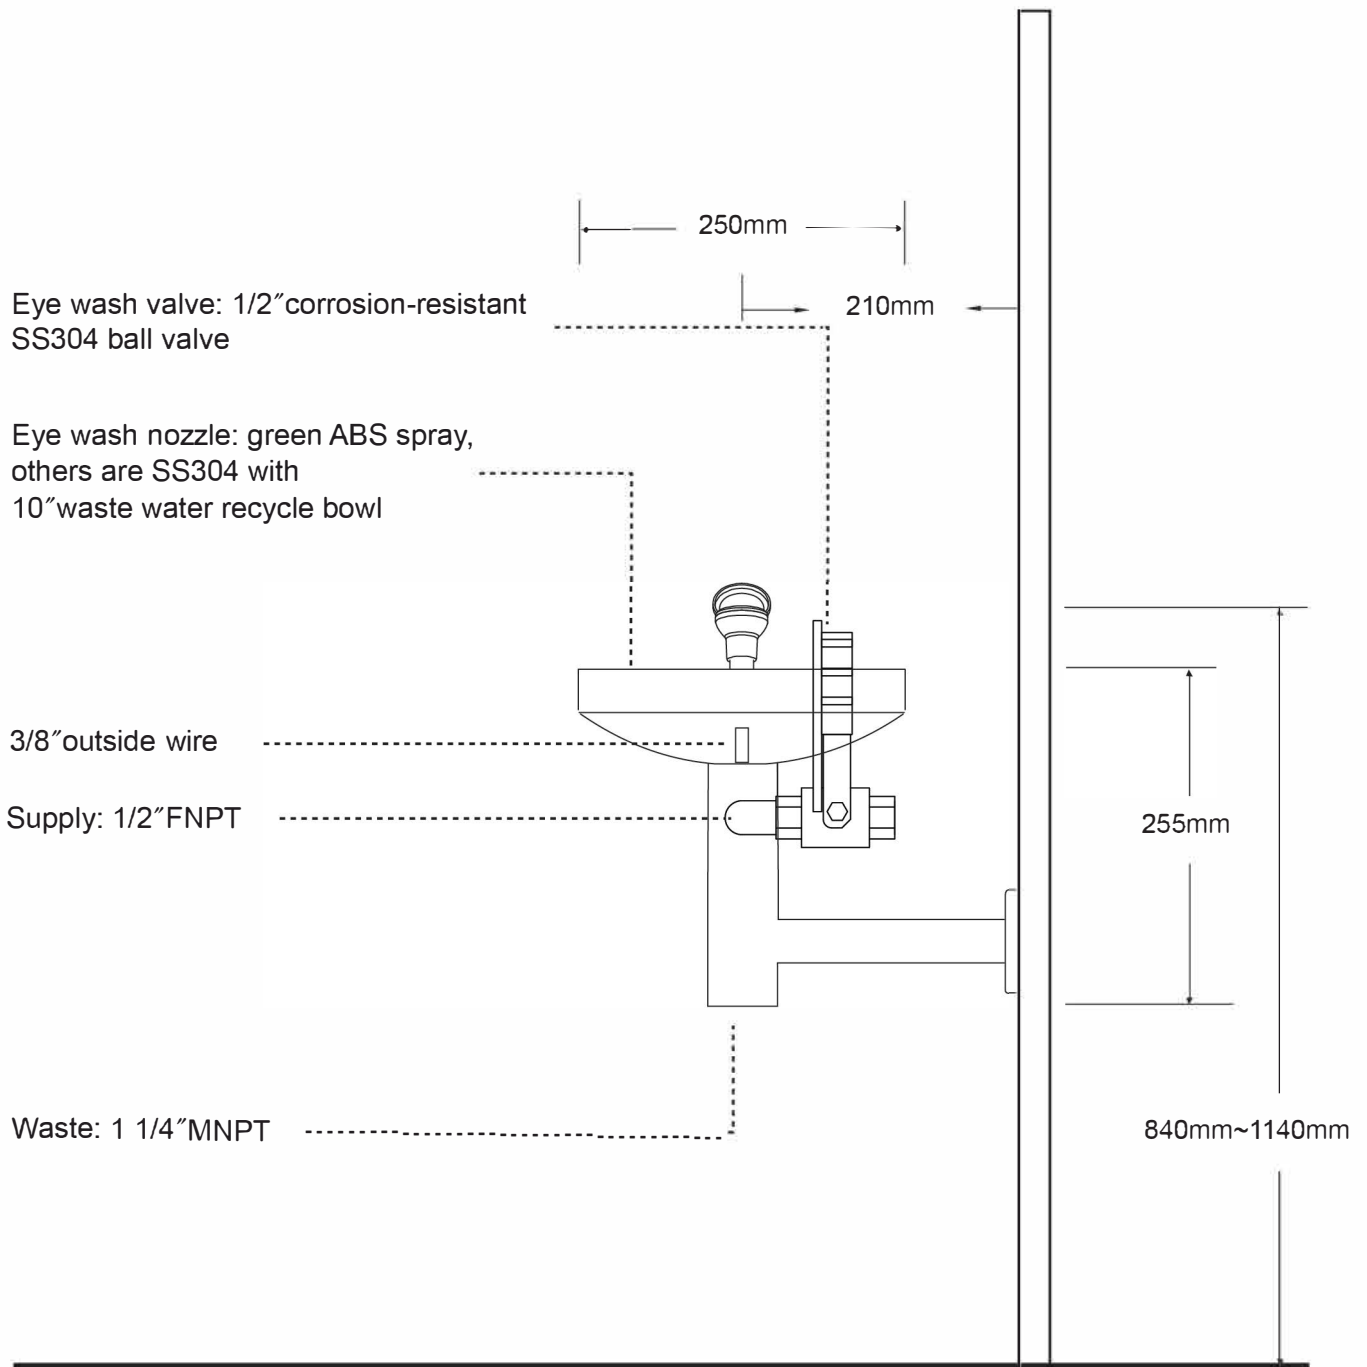 250mm
210mm
Eye wash valve: 1/2″corrosion-resistant
SS304 ball valve
Eye wash nozzle: green ABS spray,
others are SS304 with
10″waste water recycle bowl
3/8″outside wire
Supply: 1/2″FNPT
255mm
Waste: 1 1/4″MNPT
840mm~1140mm